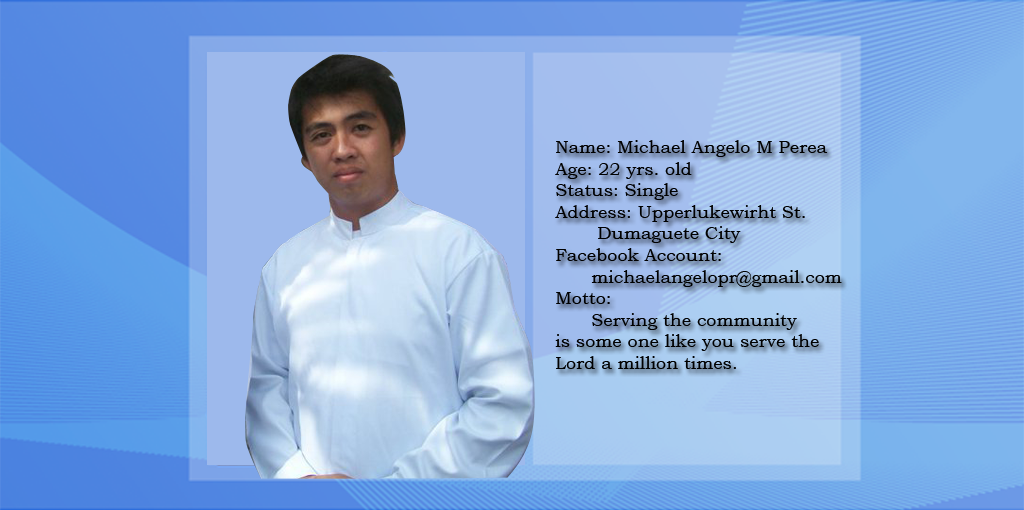 Name: Michael Angelo M Perea
Age: 22 yrs. old
Status: Single
Address: Upperlukewirht St.
Dumaguete City
Facebook Account:
michaelangelopr@gmail.com
Motto:
Serving the community
is some one like you serve the
Lord a million times.